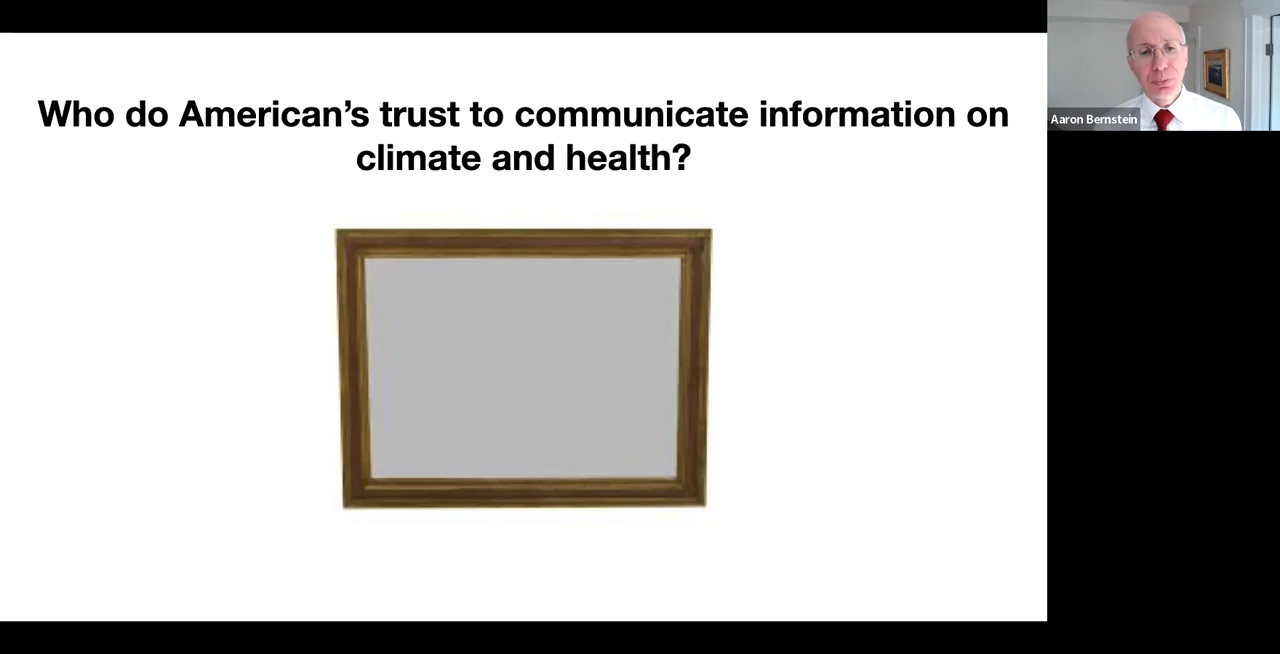 Who do American's trust to communicate information on
climate and health?
Aaron Bernstein